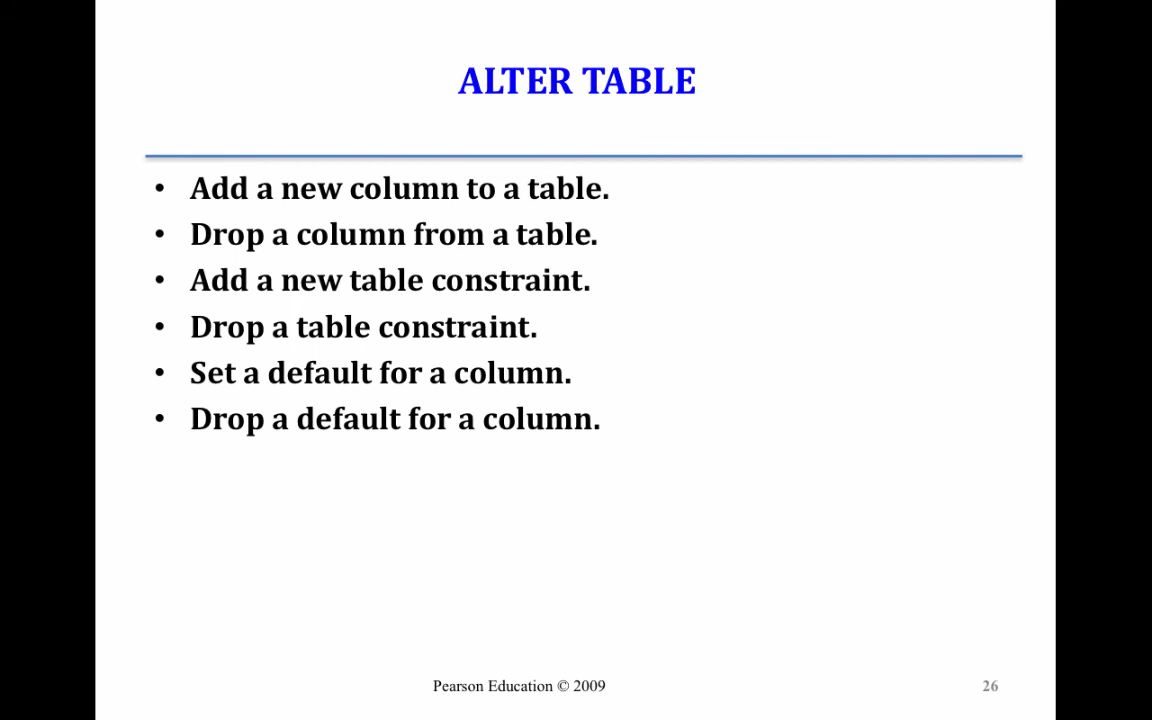 ALTER TABLE
• Add a new column to a table.
• Drop a column from a table.
• Add a new table constraint.
• Drop a table constraint.
• Set a default for a column.
• Drop a default for a column.
Pearson Education © 2009
26